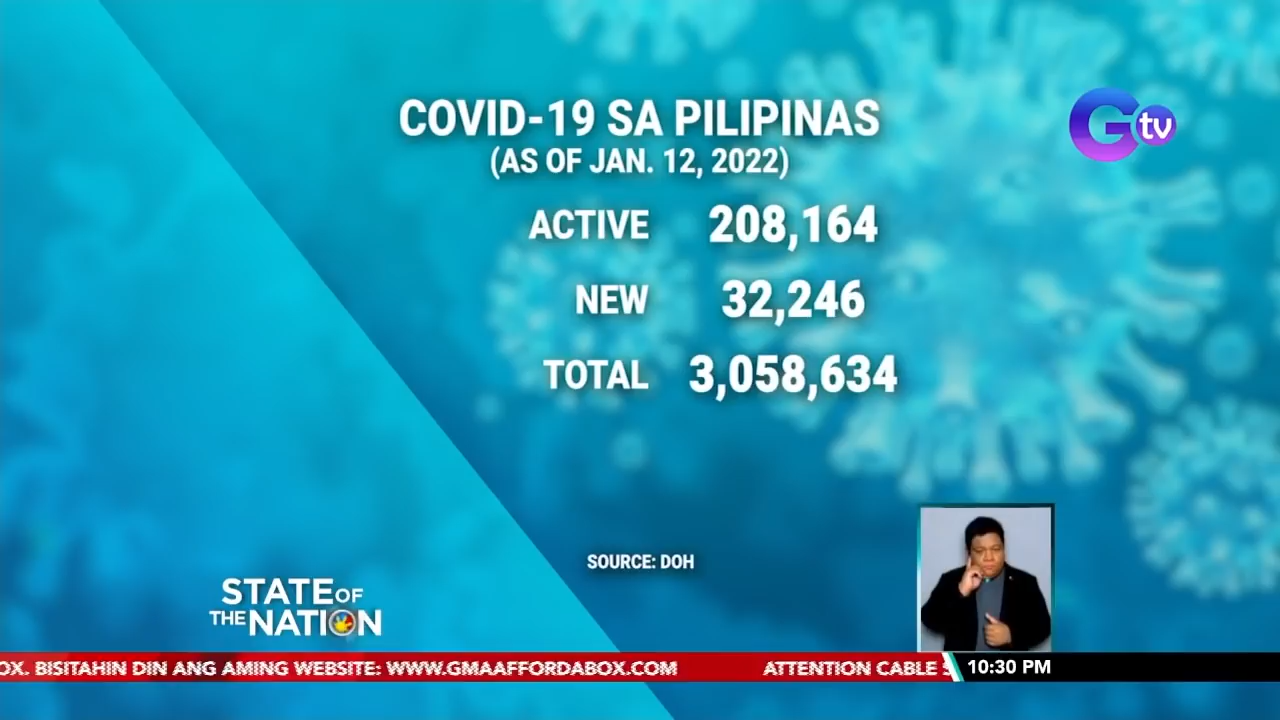 COVID-19 SA PILIPINAS
(AS OF JAN. 12, 2022)
Gtv
ACTIVE 208,164
NEW 32,246
TOTAL 3,058,634
SOURCE: DOH
STATE OF
THE NATION
OX. BISITAHIN DIN ANG AMING WEBSITE: WWW.GMAAFFORDABOX.COM ATTENTION CABLE 10:30 PM